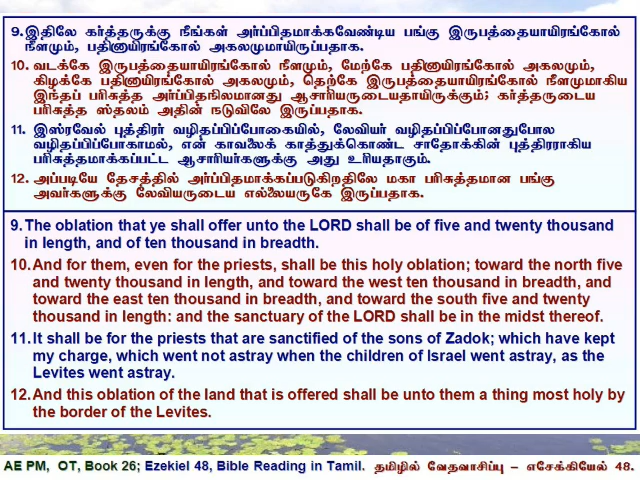 9. இதிலே கர்த்தருக்கு நீங்கள் அர்ப்பிதமாக்கவேண்டிய பங்கு இருபத்தையாயிரங்கோல்
நீளமும், பதினாயிரங்கோல் அகலமுமாயிருப்பதாக.
10. வடக்கே இருபத்தையாயிரங்கோல் நீளமும், மேற்கே பதினாயிரங்கோல் அகலமும்,
கிழக்கே பதினாயிரங்கோல் அகலமும், தெற்கே இருபத்தையாயிரங்கோல் நீளமுமாகிய
இந்தப் பரிசுத்த அர்ப்பிதநிலமானது ஆசாரியருடையதாயிருக்கும்; கர்த்தருடைய
பரிசுத்த ஸ்தலம் அதின் நடுவிலே இருப்பதாக.
11. இஸ்ரவேல் புத்திரர் வழிதப்பிப்போகையில், லேவியர் வழிதப்பிப்போனதுபோல
வழிதப்பிப்போகாமல், என் காவலைக் காத்துக்கொண்ட சாதோக்கின் புத்திரராகிய
பரிசுத்தமாக்கப்பட்ட ஆசாரியர்களுக்கு அது உரியதாகும்.
12. அப்படியே தேசத்தில் அர்ப்பிதமாக்கப்படுகிறதிலே மகா பரிசுத்தமான பங்கு
அவர்களுக்கு லேவியருடைய எல்லையருகே இருப்பதாக.
9. The oblation that ye shall offer unto the LORD shall be of five and twenty thousand
in length, and of ten thousand in breadth.
10. And for them, even for the priests, shall be this holy oblation; toward the north five
and twenty thousand in length, and toward the west ten thousand in breadth, and
toward the east ten thousand in breadth, and toward the south five and twenty
thousand in length: and the sanctuary of the LORD shall be in the midst thereof.
11. It shall be for the priests that are sanctified of the sons of Zadok; which have kept
my charge, which went not astray when the children of Israel went astray, as the
Levites went astray.
12. And this oblation of the land that is offered shall be unto them a thing most holy by
the border of the Levites.
AE PM, OT, Book 26; Ezekiel 48, Bible Reading in Tamil. தமிழில் வேதவாசிப்பு – எசேக்கியேல் 48.